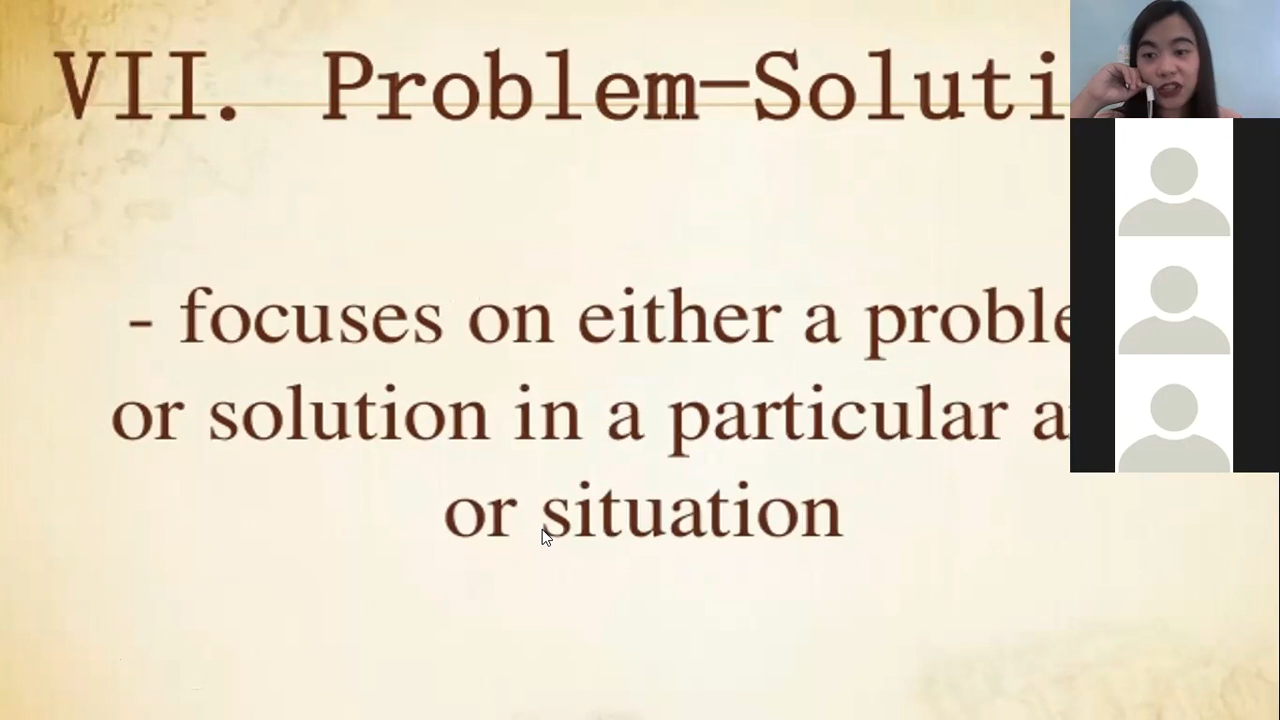 VII. Problem-Soluti
- focuses on either a proble
or solution in a particular a
or situation